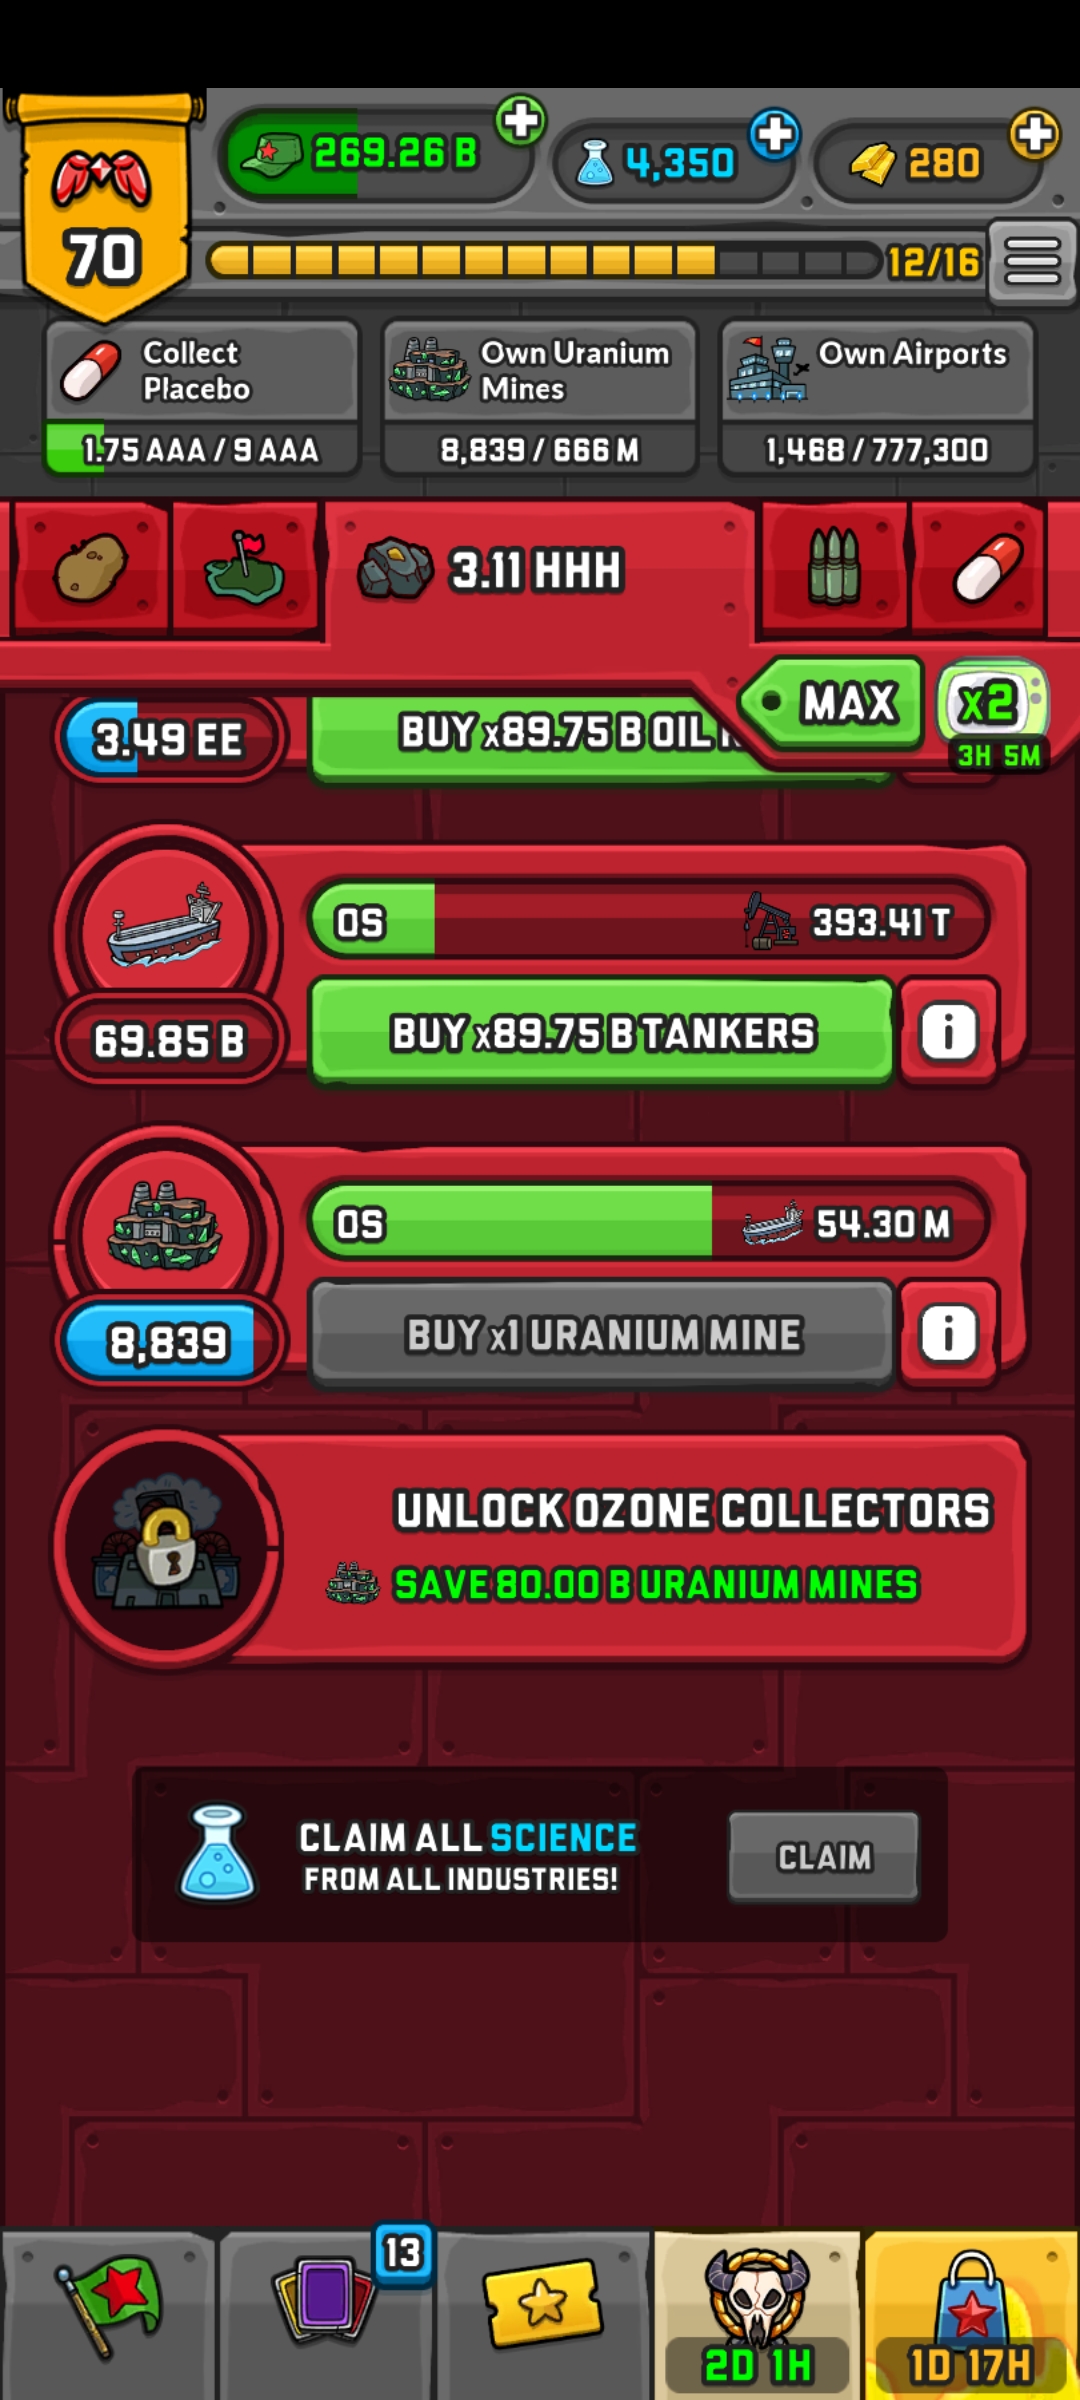 269.26 B
4,350
280
70
12/16
Collect
Placebo
Own Uranium
Mines
Own Airports
1.75 AAA / 9 AAA
8,839 / 666 M
1,468 / 777,300
3.11 HHH
MAX
x2
3H 5M
3.49 EE
BUY x89.75 B OIL
0S
393.41 T
69.85 B
BUY x89.75 B TANKERS
i
0S
54.30 M
8,839
BUY x1 URANIUM MINE
i
UNLOCK OZONE COLLECTORS
SAVE 80.00 B URANIUM MINES
CLAIM ALL SCIENCE
FROM ALL INDUSTRIES!
CLAIM
13
2D 1H
1D 17H